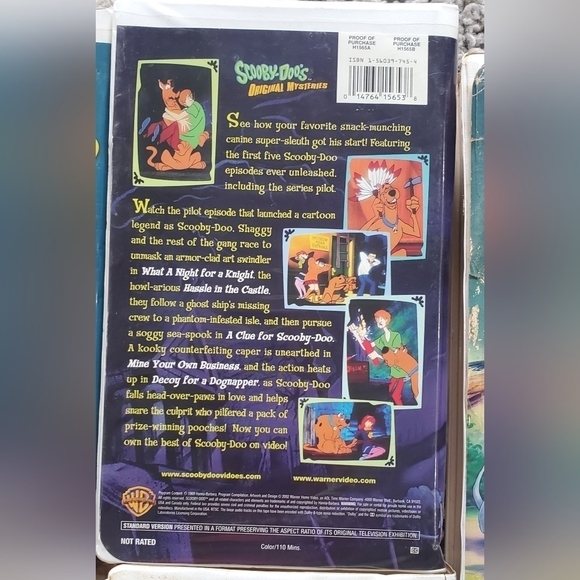 PROOF OF PURCHASE H1565A
PROOF OF PURCHASE H1565B
ISBN 1-56039-743-4
0 14764 15653 8
SCOOBY-DOO'S
ORIGINAL MYSTERIES
See how your favorite snack-munching
canine super-sleuth got his start! Featuring
the first five Scooby-Doo
episodes ever unleashed,
including the series pilot.
Watch the pilot episode that launched a cartoon
legend as Scooby-Doo, Shaggy
and the rest of the gang race to
unmask an armor-clad art swindler
in What A Night for a Knight, the
howl-arious Hassle in the Castle,
they follow a ghost ship's missing
crew to a phantom-infested isle, and then pursue
a soggy sea-spook in A Clue for Scooby-Doo.
A kooky counterfeiting caper is unearthed in
Mine Your Own Business, and the action heats
up in Decoy for a Dognapper, as Scooby-Doo
falls head-over-paws in love and helps
snare the culprit who pilfered a pack of
prize-winning pooches! Now you can
own the best of Scooby-Doo on video!
www.scoobydoovideos.com
www.warnervideo.com
WB
STANDARD VERSION PRESENTED IN A FORMAT PRESERVING THE ASPECT RATIO OF ITS ORIGINAL TELEVISION EXHIBITION.
NOT RATED
Color/110 Mins.